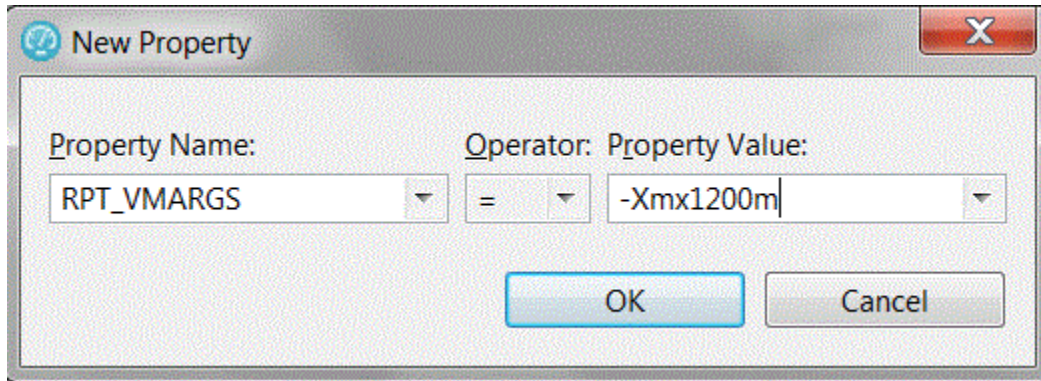 New Property
Property Name: Operator: Property Value:
RPT_VMARGS = -Xmx1200m
OK Cancel